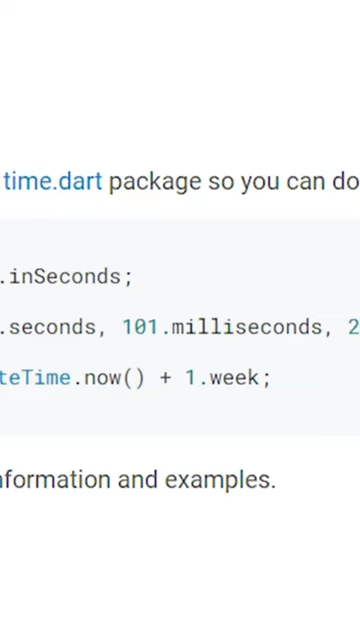 time.dart package so you can do
.inSeconds;
.seconds, 101.milliseconds, 2
teTime.now() + 1.week;
nformation and examples.